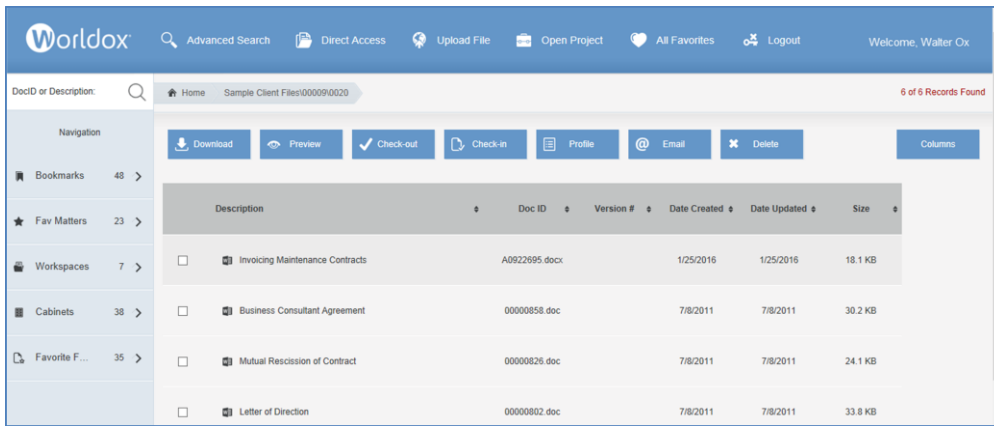 Worldox Advanced Search Direct Access Upload File Open Project All Favorites Logout Welcome, Walter Ox
DocID or Description: Home Sample Client Files\00009\0020 6 of 6 Records Found
Navigation
Download Preview Check-out Check-in Profile Email Delete Columns
Bookmarks 48
Fav Matters 23
Workspaces 7
Cabinets 38
Favorite F... 35
Description Doc ID Version # Date Created Date Updated Size
Invoicing Maintenance Contracts A0922695.docx 1/25/2016 1/25/2016 18.1 KB
Business Consultant Agreement 00000858.doc 7/8/2011 7/8/2011 30.2 KB
Mutual Rescission of Contract 00000826.doc 7/8/2011 7/8/2011 24.1 KB
Letter of Direction 00000802.doc 7/8/2011 7/8/2011 33.8 KB